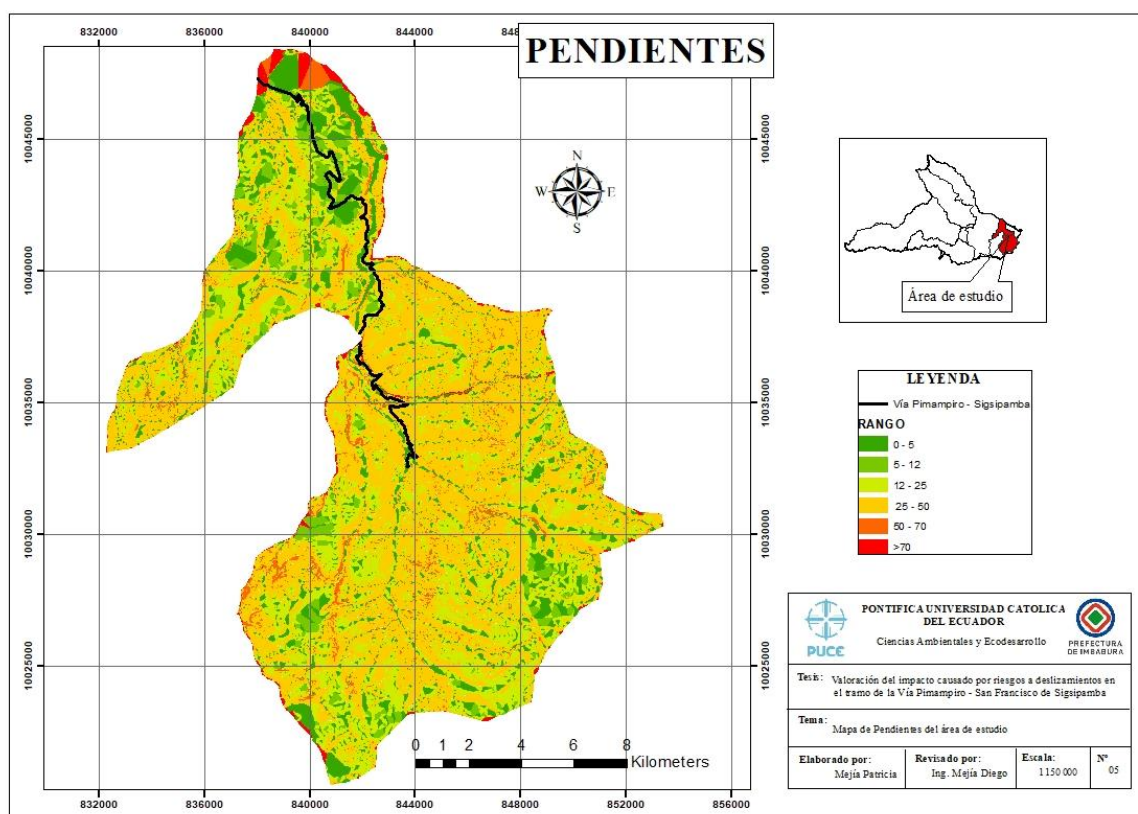 PENDIENTES
832000 836000 840000 844000 848
10045000
10040000
10035000
10030000
10025000
10045000
10040000
10035000
10030000
10025000
832000 836000 840000 844000 848000 852000 856000
N
W E
S
0 1 2 4 6 8
Kilometers
Área de estudio
LEYENDA
Vía Pimampiro - Sigsipamba
RANGO
0 - 5
5 - 12
12 - 25
25 - 50
50 - 70
>70
PUCE
PONTIFICA UNIVERSIDAD CATOLICA
DEL ECUADOR
Ciencias Ambientales y Ecodesarrollo
PREFECTURA
DE IMBABURA
Tesis: Valoración del impacto causado por riesgos a deslizamientos en
el tramo de la Vía Pimampiro - San Francisco de Sigsipamba
Tema:
Mapa de Pendientes del área de estudio
Elaborado por:
Mejía Patricia
Revisado por:
Ing. Mejía Diego
Escala:
1150 000
Nº
05